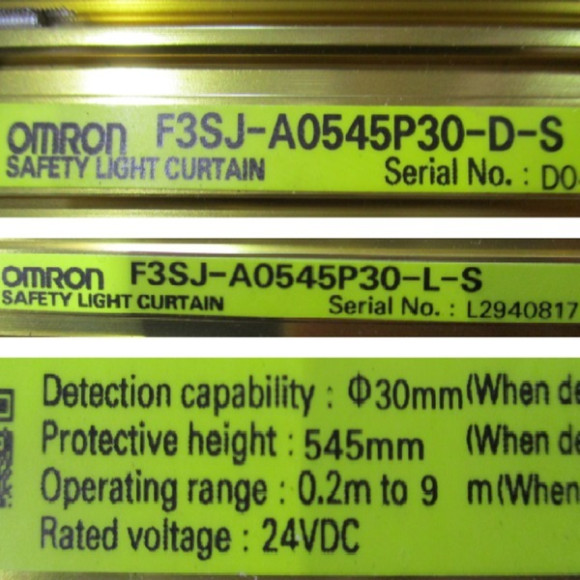 OMRON F3SJ-A0545P30-D-S
SAFETY LIGHT CURTAIN Serial No. : D0
OMRON F3SJ-A0545P30-L-S
SAFETY LIGHT CURTAIN Serial No. : L2940817
Detection capability : Φ30mm (When de
Protective height : 545mm (When de
Operating range : 0.2m to 9 m (When
Rated voltage : 24VDC